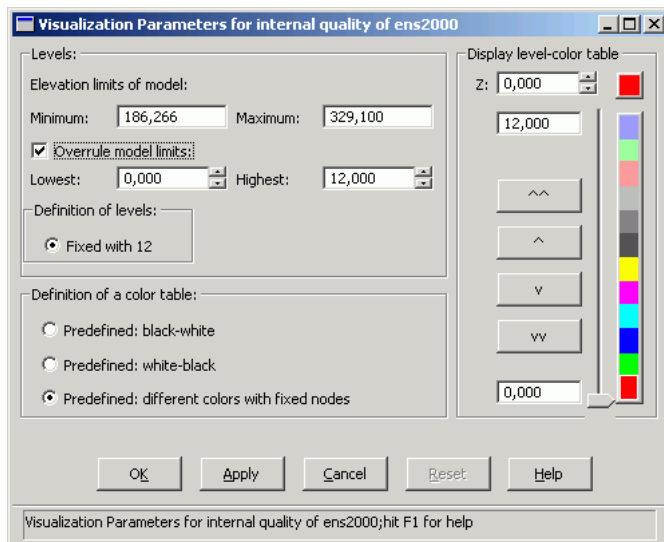 Visualization Parameters for internal quality of ens2000
Levels:
Elevation limits of model:
Minimum: 186,266 Maximum: 329,100
Overrule model limits:
Lowest: 0,000 Highest: 12,000
Definition of levels:
Fixed with 12
Definition of a color table:
Predefined: black-white
Predefined: white-black
Predefined: different colors with fixed nodes
Display level-color table
Z: 0,000
12,000
^^
^
v
vv
0,000
OK Apply Cancel Reset Help
Visualization Parameters for internal quality of ens2000;hit F1 for help